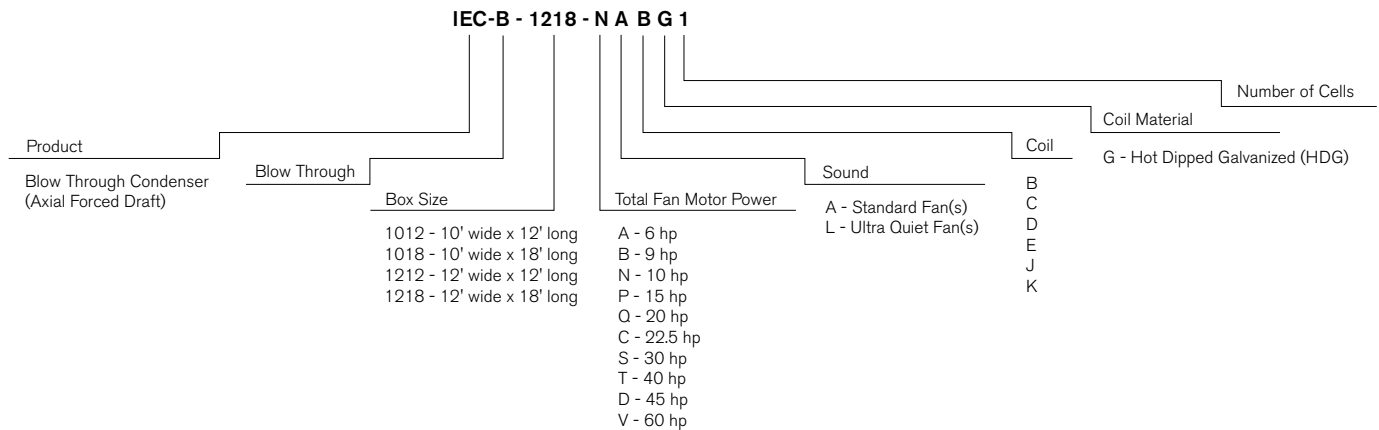 IEC-B - 1218 - N A B G 1
Number of Cells
Coil Material
G - Hot Dipped Galvanized (HDG)
Coil
B
C
D
E
J
K
Sound
A - Standard Fan(s)
L - Ultra Quiet Fan(s)
Total Fan Motor Power
A - 6 hp
B - 9 hp
N - 10 hp
P - 15 hp
Q - 20 hp
C - 22.5 hp
S - 30 hp
T - 40 hp
D - 45 hp
V - 60 hp
Box Size
1012 - 10' wide x 12' long
1018 - 10' wide x 18' long
1212 - 12' wide x 12' long
1218 - 12' wide x 18' long
Blow Through
Product
Blow Through Condenser
(Axial Forced Draft)